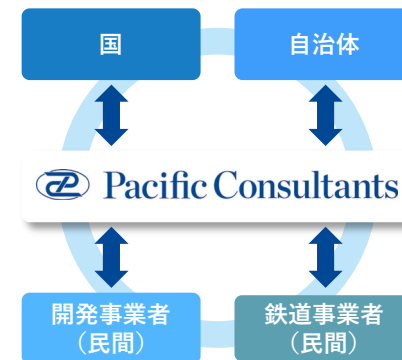 国
自治体
Pacific Consultants
開発事業者
（民間）
鉄道事業者
（民間）